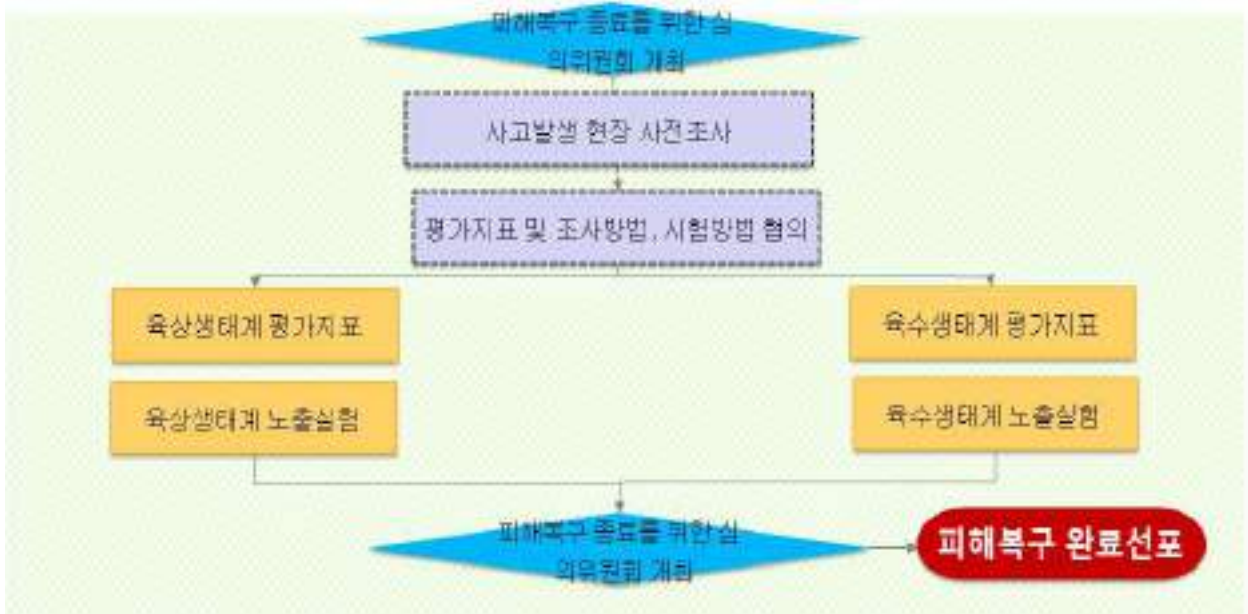 피해복구 종료를 위한 심
의위원회 개최
사고발생 현장 사전조사
평가지표 및 조사방법, 시험방법 협의
육상생태계 평가지표
육수생태계 평가지표
육상생태계 노출실험
육수생태계 노출실험
피해복구 종료를 위한 심
의위원회 개최
피해복구 완료선포